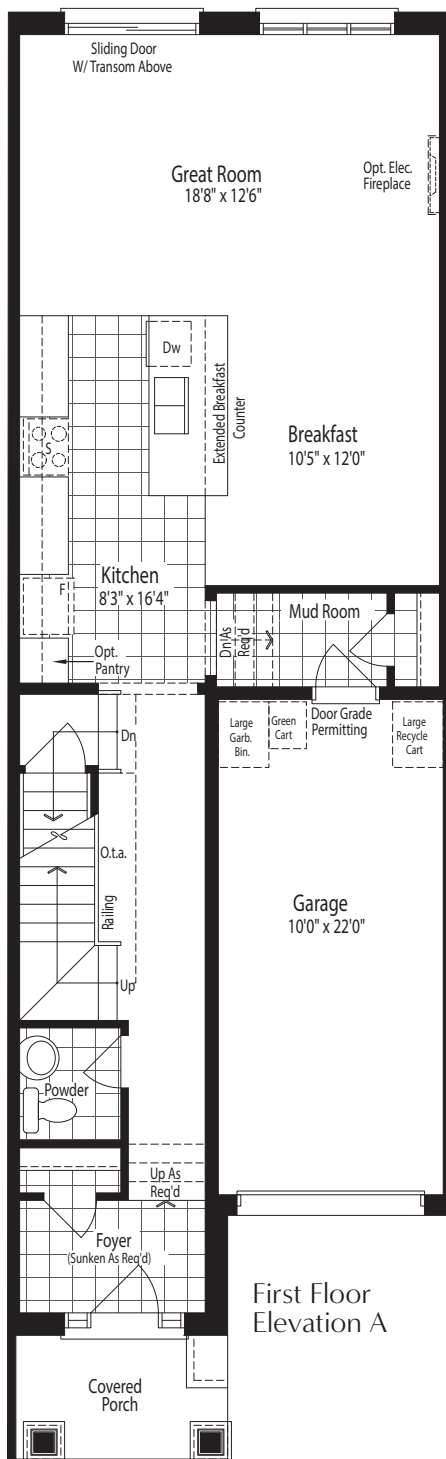 Sliding Door
W/ Transom Above
Great Room
18'8" x 12'6"
Opt. Elec.
Fireplace
Dw
Extended Breakfast
Counter
S
Breakfast
10'5" x 12'0"
F
Kitchen
8'3" x 16'4"
Mud Room
Dn As
Req'd
Opt.
Pantry
Door Grade
Permitting
Large
Garb.
Bin.
Green
Cart
Large
Recycle
Cart
Dn
O.t.a.
Railing
Garage
10'0" x 22'0"
Up
Powder
Up As
Req'd
Foyer
(Sunken As Req'd)
First Floor
Elevation A
Covered
Porch